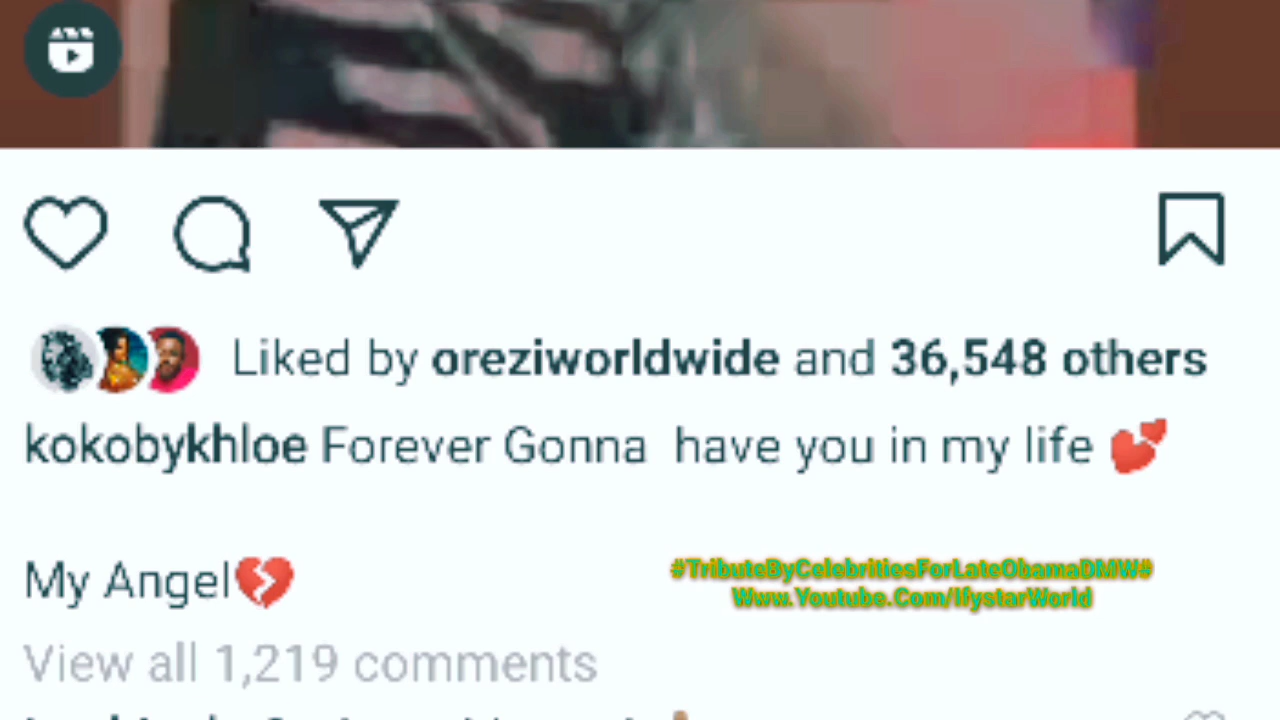 Liked by oreziworldwide and 36,548 others
kokobykhloe Forever Gonna have you in my life 💕
My Angel💔
#TributeByCelebritiesForLateObamaDMW#
Www.Youtube.Com/IfystarWorld
View all 1,219 comments